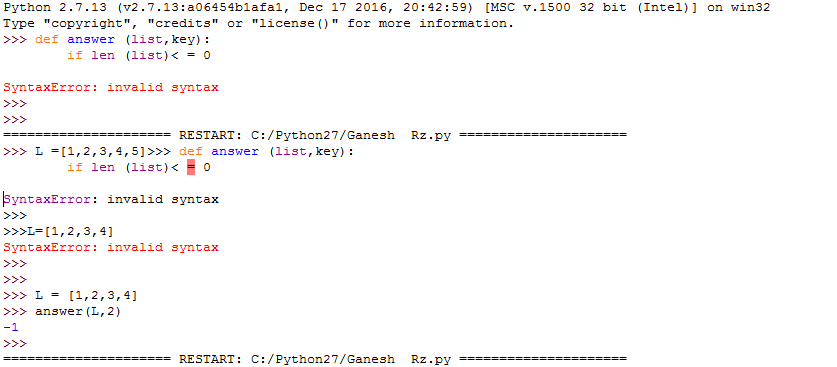 Python 2.7.13 (v2.7.13:a06454b1afa1, Dec 17 2016, 20:42:59) [MSC v.1500 32 bit (Intel)] on win32
Type "copyright", "credits" or "license()" for more information.
>>> def answer (list,key):
        if len (list)< = 0
SyntaxError: invalid syntax
>>>
>>>
===================== RESTART: C:/Python27/Ganesh  Rz.py =====================
>>> L =[1,2,3,4,5]>>> def answer (list,key):
        if len (list)< = 0
SyntaxError: invalid syntax
>>>
>>>L=[1,2,3,4]
SyntaxError: invalid syntax
>>>
>>>
>>> L = [1,2,3,4]
>>> answer(L,2)
-1
>>>
===================== RESTART: C:/Python27/Ganesh  Rz.py =====================